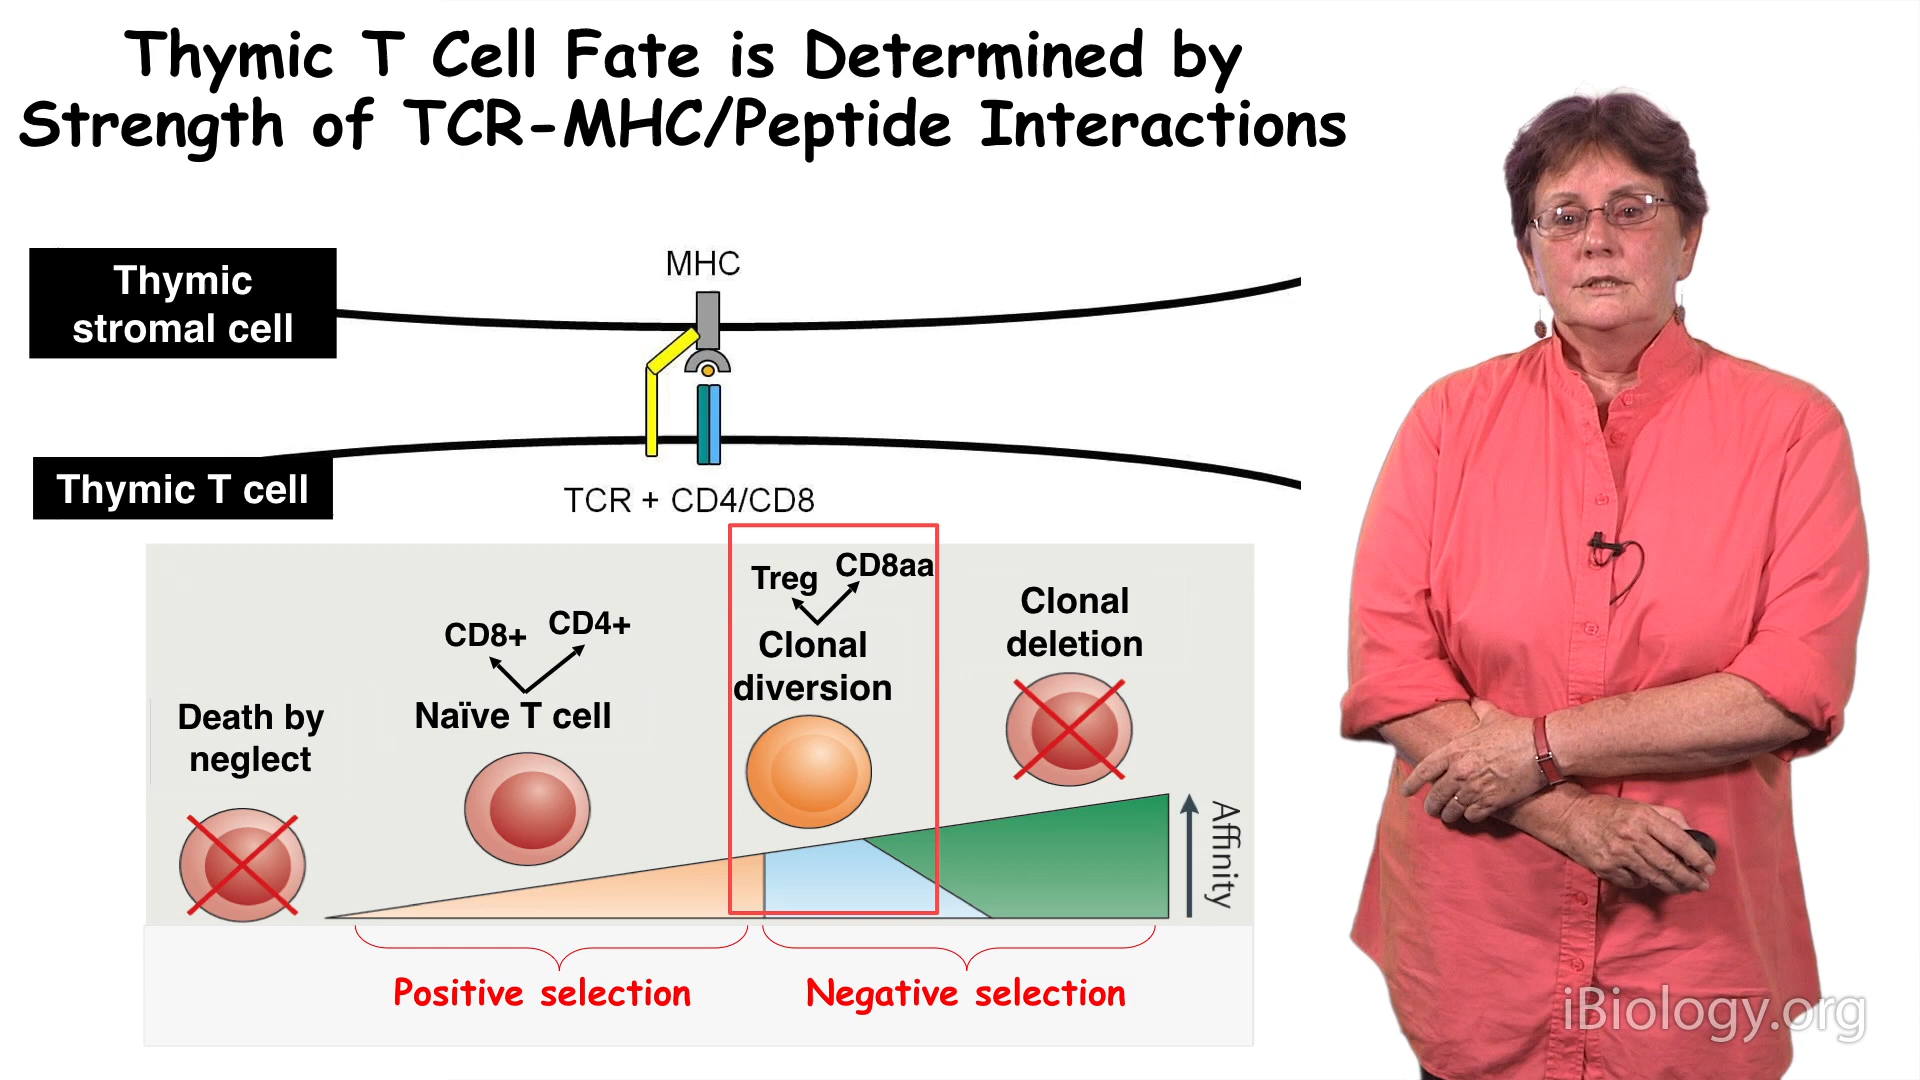 Thymic T Cell Fate is Determined by
Strength of TCR-MHC/Peptide Interactions
Thymic
stromal cell
MHC
Thymic T cell
TCR + CD4/CD8
Death by
neglect
CD8+
CD4+
Naïve T cell
Treg
CD8aa
Clonal
diversion
Clonal
deletion
Affinity
Positive selection
Negative selection
iBiology.org